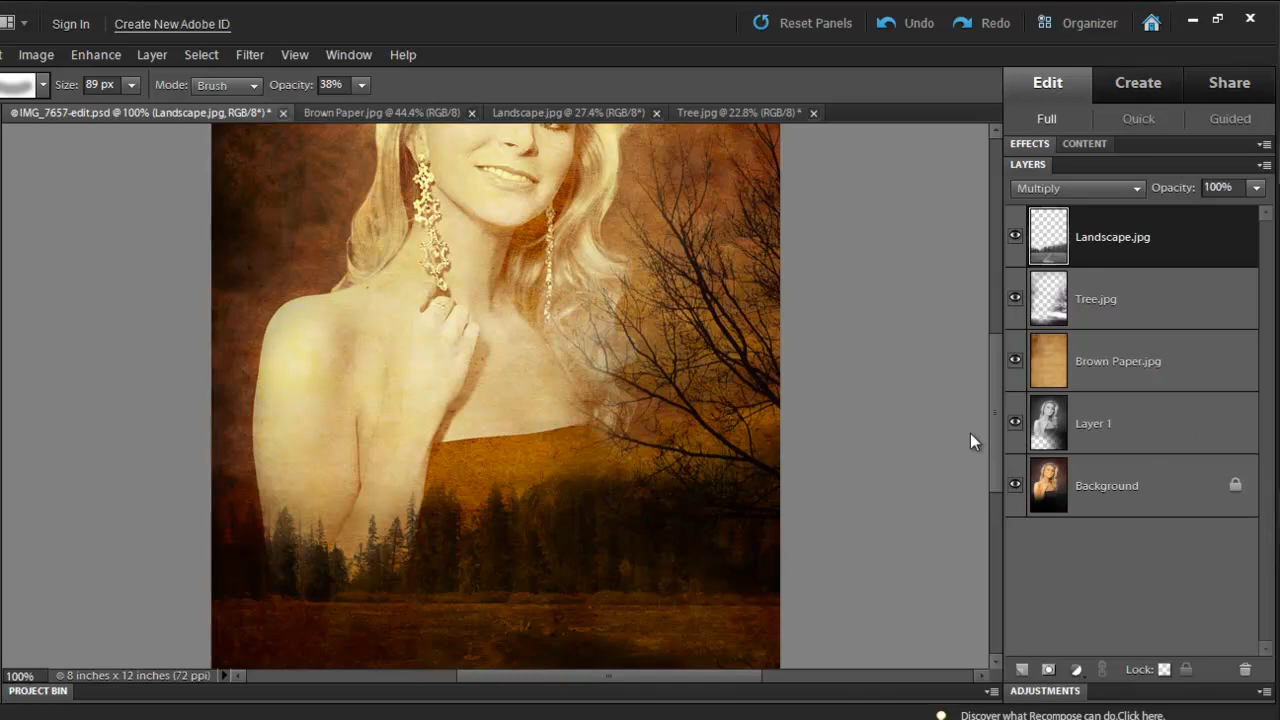 Sign In Create New Adobe ID Reset Panels Undo Redo Organizer
Image Enhance Layer Select Filter View Window Help
Size: 89 px Mode: Brush Opacity: 38%
Edit Create Share
IMG_7657-edit.psd @ 100% (Landscape.jpg, RGB/8*) * Brown Paper.jpg @ 44.4% (RGB/8) Landscape.jpg @ 27.4% (RGB/8*) Tree.jpg @ 22.8% (RGB/8) *
Full Quick Guided
EFFECTS CONTENT
LAYERS
Multiply Opacity: 100%
Landscape.jpg
Tree.jpg
Brown Paper.jpg
Layer 1
Background
Lock:
100% 8 inches x 12 inches (72 ppi)
PROJECT BIN ADJUSTMENTS
Discover what Recompose can do.Click here.